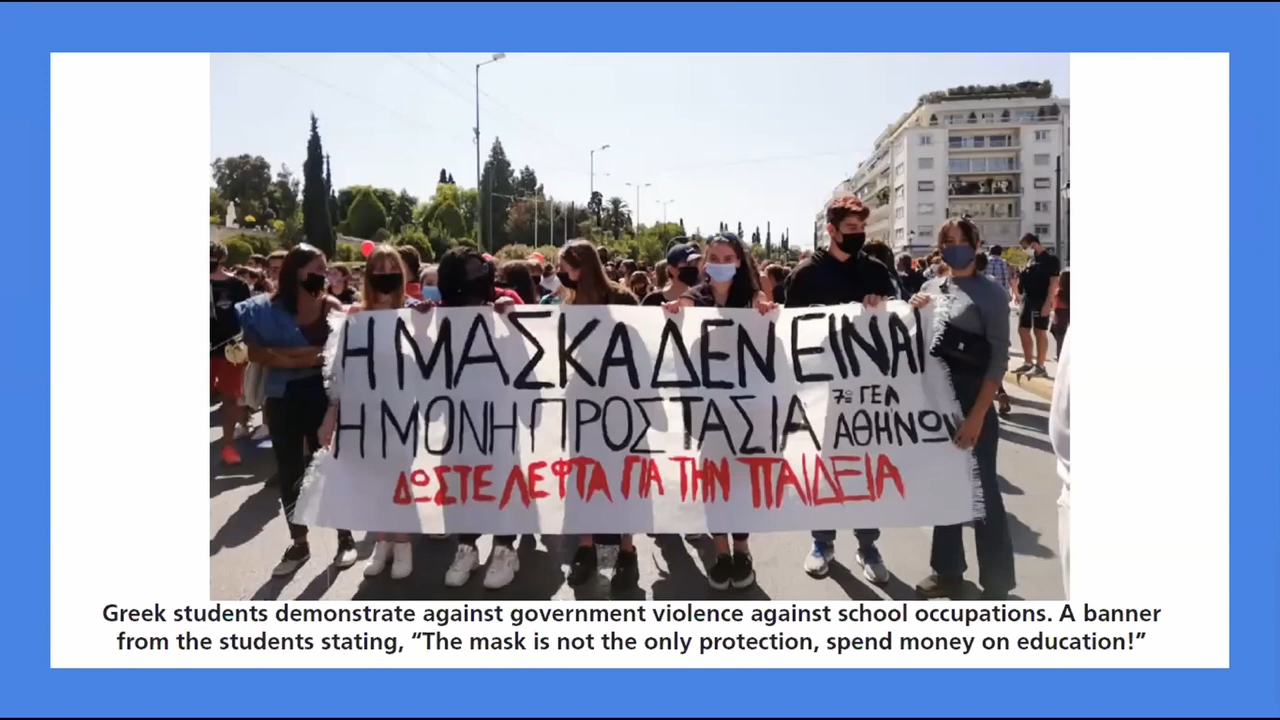 Η ΜΑΣΚΑ ΔΕΝ ΕΙΝΑΙ
Η ΜΟΝΗ ΠΡΟΣΤΑΣΙΑ
7ο ΓΕΛ
ΑΘΗΝΩΝ
ΔΩΣΤΕ ΛΕΦΤΑ ΓΙΑ ΤΗΝ ΠΑΙΔΕΙΑ
Greek students demonstrate against government violence against school occupations. A banner
from the students stating, “The mask is not the only protection, spend money on education!”